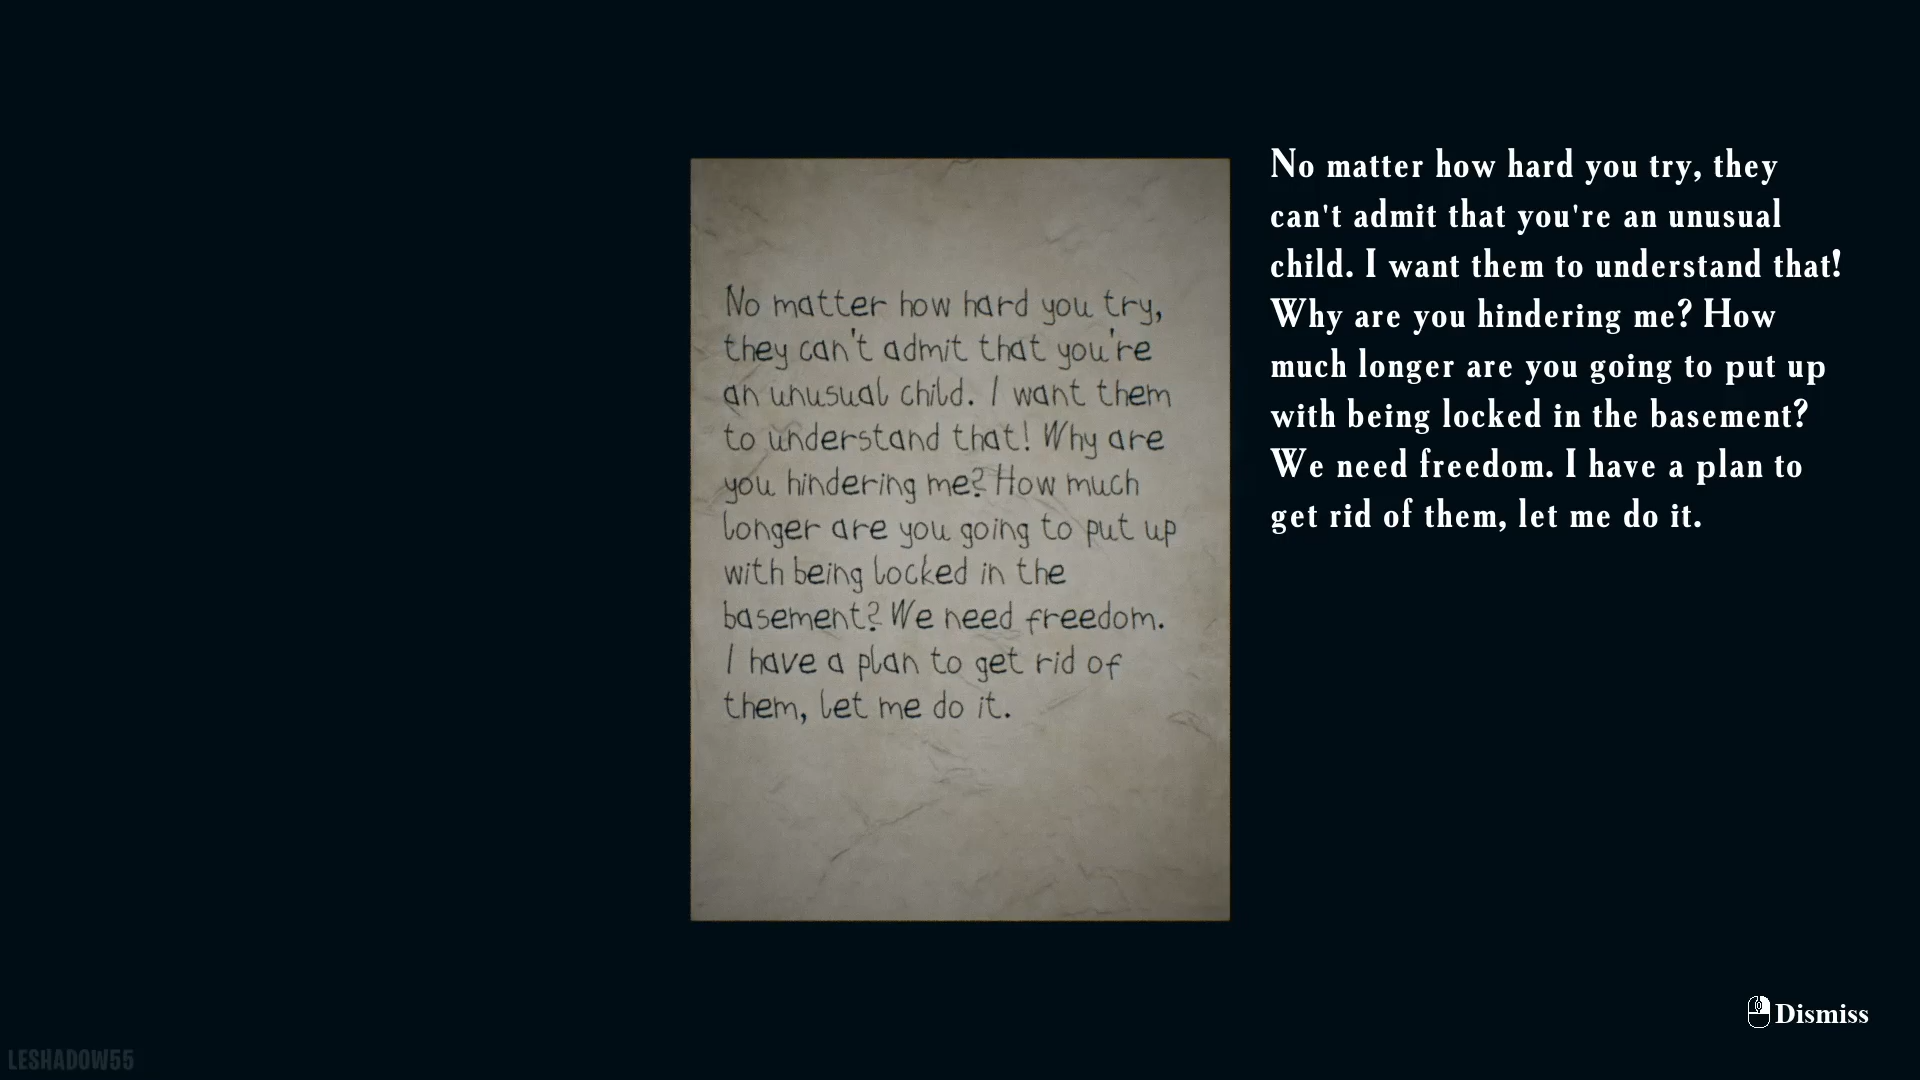 No matter how hard you try,
they can't admit that you're
an unusual child. I want them
to understand that! Why are
you hindering me? How much
longer are you going to put up
with being locked in the
basement? We need freedom.
I have a plan to get rid of
them, let me do it.
No matter how hard you try, they
can't admit that you're an unusual
child. I want them to understand that!
Why are you hindering me? How
much longer are you going to put up
with being locked in the basement?
We need freedom. I have a plan to
get rid of them, let me do it.
Dismiss
LESHADOW55